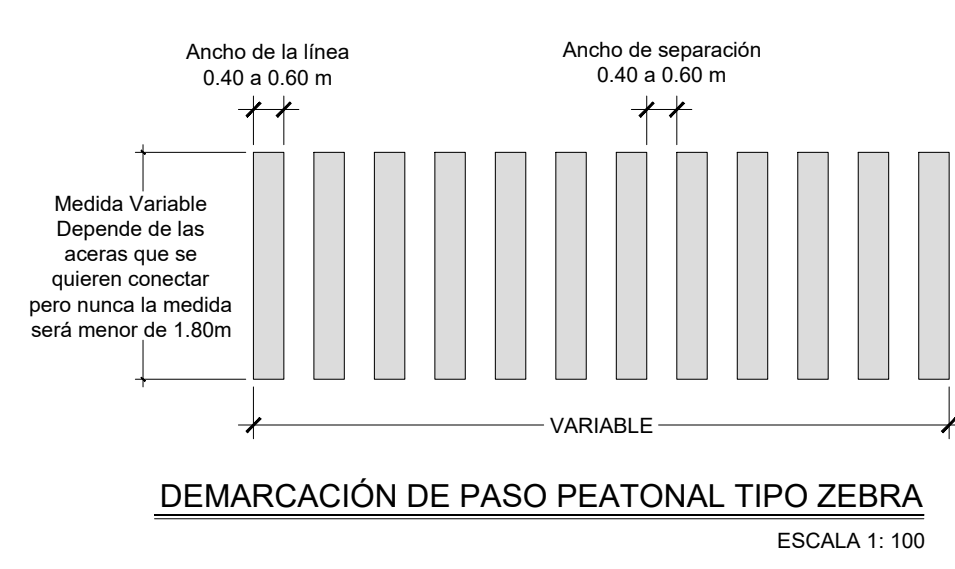 Ancho de la línea
0.40 a 0.60 m
Ancho de separación
0.40 a 0.60 m
Medida Variable
Depende de las
aceras que se
quieren conectar
pero nunca la medida
será menor de 1.80m
VARIABLE
DEMARCACIÓN DE PASO PEATONAL TIPO ZEBRA
ESCALA 1: 100